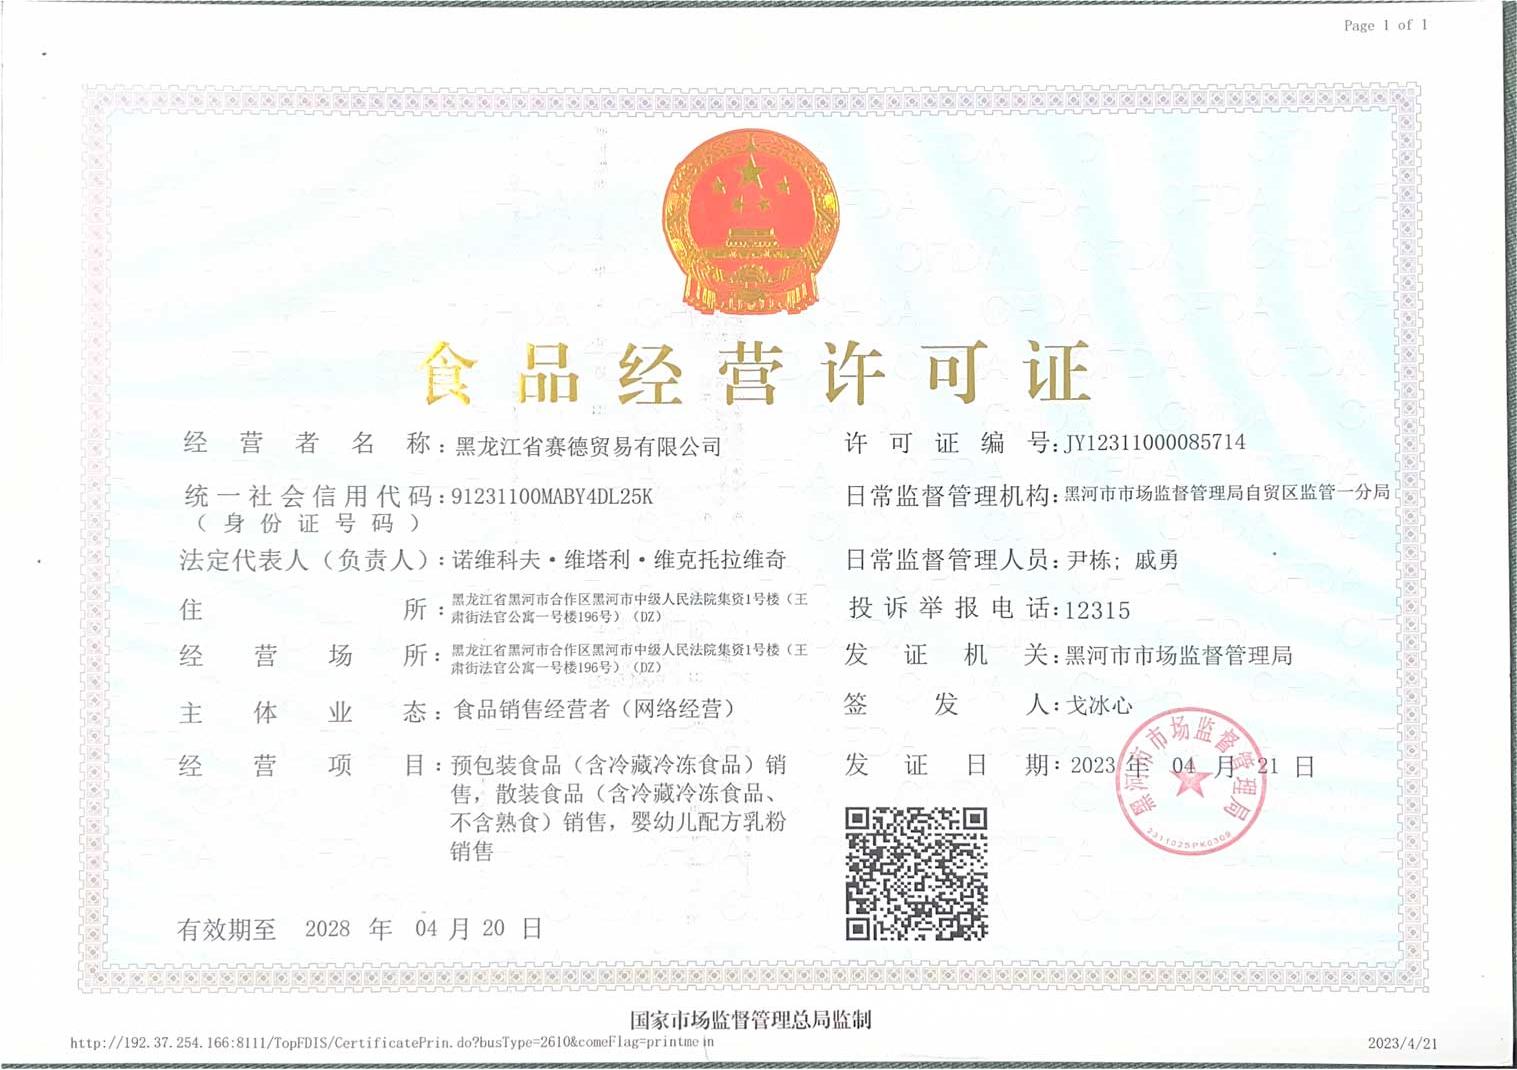 Page 1 of 1
食品经营许可证
经营者名称：黑龙江省赛德贸易有限公司
统一社会信用代码：91231100MABY4DL25K
（身份证号码）
法定代表人（负责人）：诺维科夫·维塔利·维克托拉维奇
住所：黑龙江省黑河市合作区黑河市中级人民法院集资1号楼（王
肃街法官公寓一号楼196号）（DZ）
经营场所：黑龙江省黑河市合作区黑河市中级人民法院集资1号楼（王
肃街法官公寓一号楼196号）（DZ）
主体业态：食品销售经营者（网络经营）
经营项目：预包装食品（含冷藏冷冻食品）销
售，散装食品（含冷藏冷冻食品、
不含熟食）销售，婴幼儿配方乳粉
销售
有效期至 2028 年 04 月 20 日
许可证编号：JY12311000085714
日常监督管理机构：黑河市市场监督管理局自贸区监管一分局
日常监督管理人员：尹栋；戚勇
投诉举报电话：12315
发证机关：黑河市市场监督管理局
签发人：戈冰心
发证日期：2023 年 04 月 21 日
黑河市市场监督管理局
国家市场监督管理总局监制
http://192.37.254.166:8111/TopFDIS/CertificatePrin.do?busType=2610&comeFlag=printmein
2023/4/21